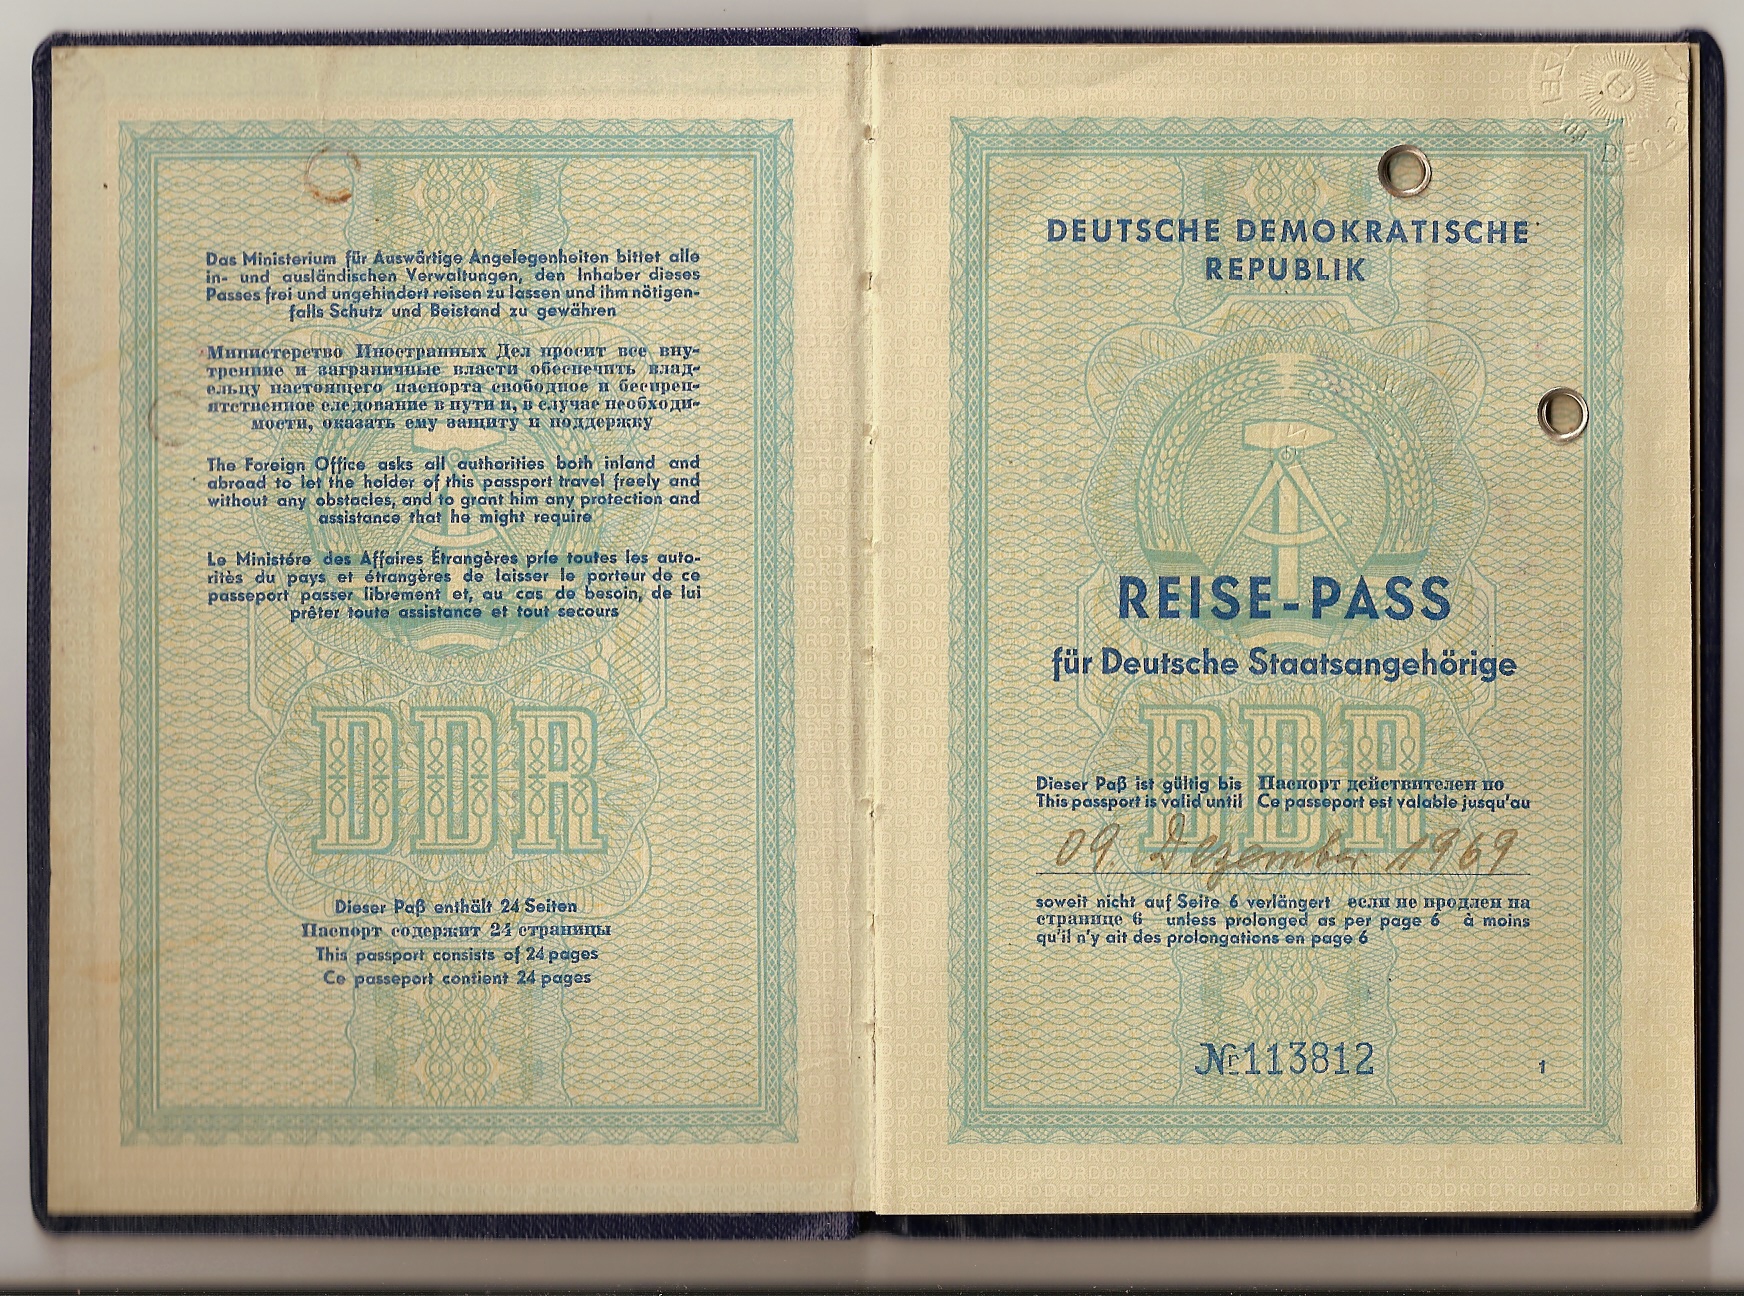 Das Ministerium für Auswärtige Angelegenheiten bittet alle
in- und ausländischen Verwaltungen, den Inhaber dieses
Passes frei und ungehindert reisen zu lassen und ihm nötigen-
falls Schutz und Beistand zu gewähren
Министерство Иностранных Дел просит все вну-
тренние и заграничные власти обеспечить влад-
ельцу настоящего паспорта свободное и беспреп-
ятственное следование в пути и, в случае необходи-
мости, оказать ему защиту и поддержку
The Foreign Office asks all authorities both inland and
abroad to let the holder of this passport travel freely and
without any obstacles, and to grant him any protection and
assistance that he might require
Le Ministére des Affaires Étrangères prie toutes les auto-
ritès du pays et étrangères de laisser le porteur de ce
passeport passer librement et, au cas de besoin, de lui
prêter toute assistance et tout secours
DDR
Dieser Paß enthält 24 Seiten
Паспорт содержит 24 страницы
This passport consists of 24 pages
Ce passeport contient 24 pages
DEUTSCHE DEMOKRATISCHE
REPUBLIK
REISE-PASS
für Deutsche Staatsangehörige
DDR
Dieser Paß ist gültig bis Паспорт действителен по
This passport is valid until Ce passeport est valable jusqu'au
09. Dezember 1969
soweit nicht auf Seite 6 verlängert если не продлен на
странице 6 unless prolonged as per page 6 à moins
qu'il n'y ait des prolongations en page 6
Nr 113812
1